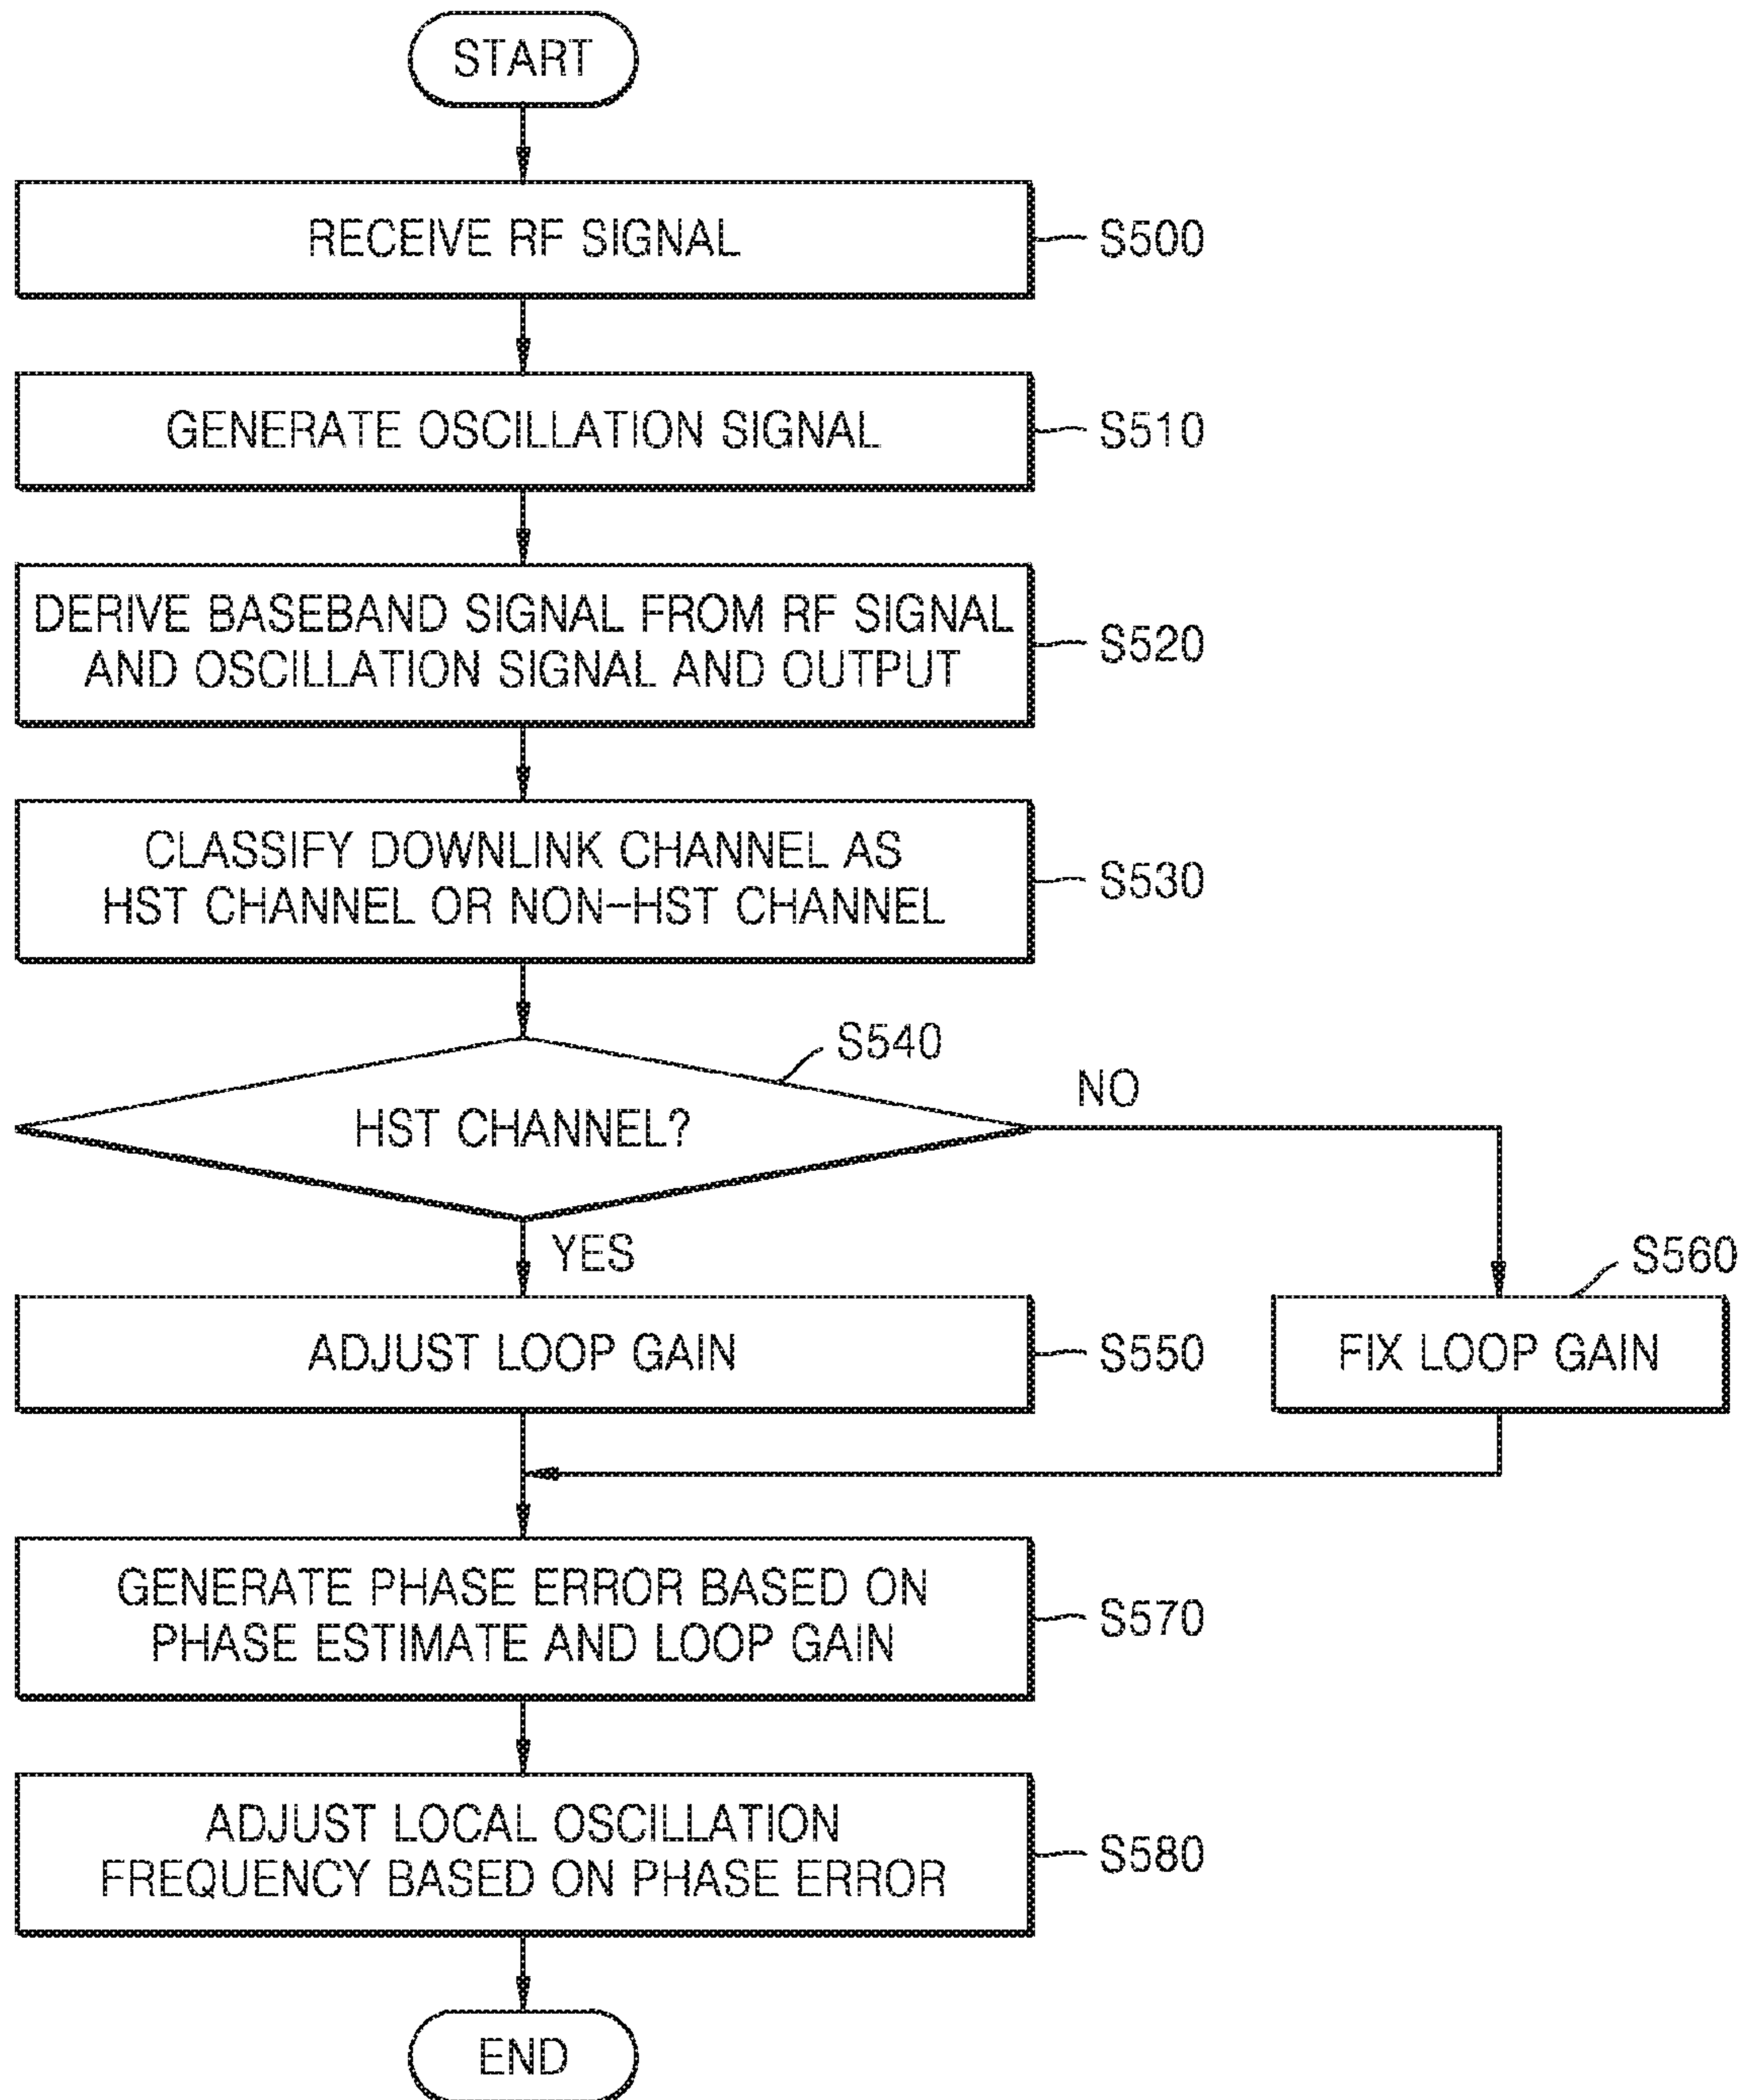 START
RECEIVE RF SIGNAL
S500
GENERATE OSCILLATION SIGNAL
S510
DERIVE BASEBAND SIGNAL FROM RF SIGNAL
AND OSCILLATION SIGNAL AND OUTPUT
S520
CLASSIFY DOWNLINK CHANNEL AS
HST CHANNEL OR NON-HST CHANNEL
S530
S540
HST CHANNEL?
NO
YES
ADJUST LOOP GAIN
S550
S560
FIX LOOP GAIN
GENERATE PHASE ERROR BASED ON
PHASE ESTIMATE AND LOOP GAIN
S570
ADJUST LOCAL OSCILLATION
FREQUENCY BASED ON PHASE ERROR
S580
END